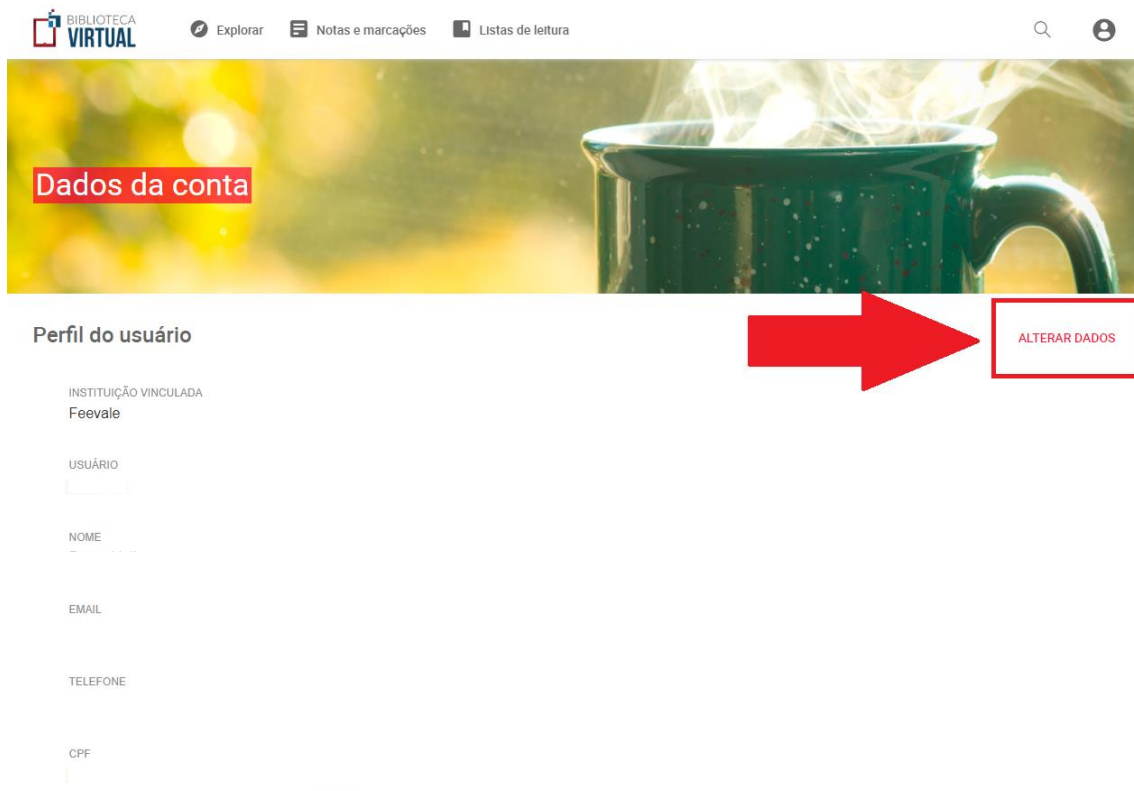 BIBLIOTECA
VIRTUAL
Explorar
Notas e marcações
Listas de leitura
Dados da conta
Perfil do usuário
ALTERAR DADOS
INSTITUIÇÃO VINCULADA
Feevale
USUÁRIO
NOME
EMAIL
TELEFONE
CPF